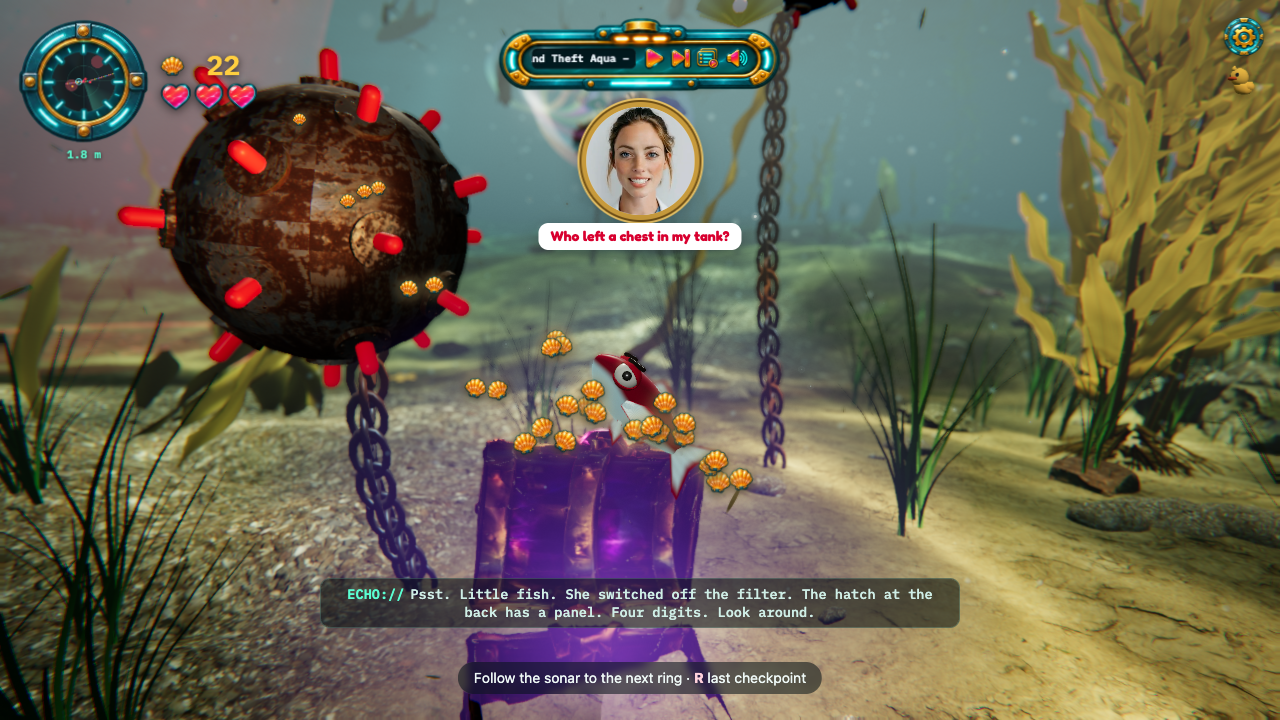 22
nd Theft Aqua –
1.8 m
Who left a chest in my tank?
ECHO:// Psst. Little fish. She switched off the filter. The hatch at the
back has a panel. Four digits. Look around.
Follow the sonar to the next ring · R last checkpoint